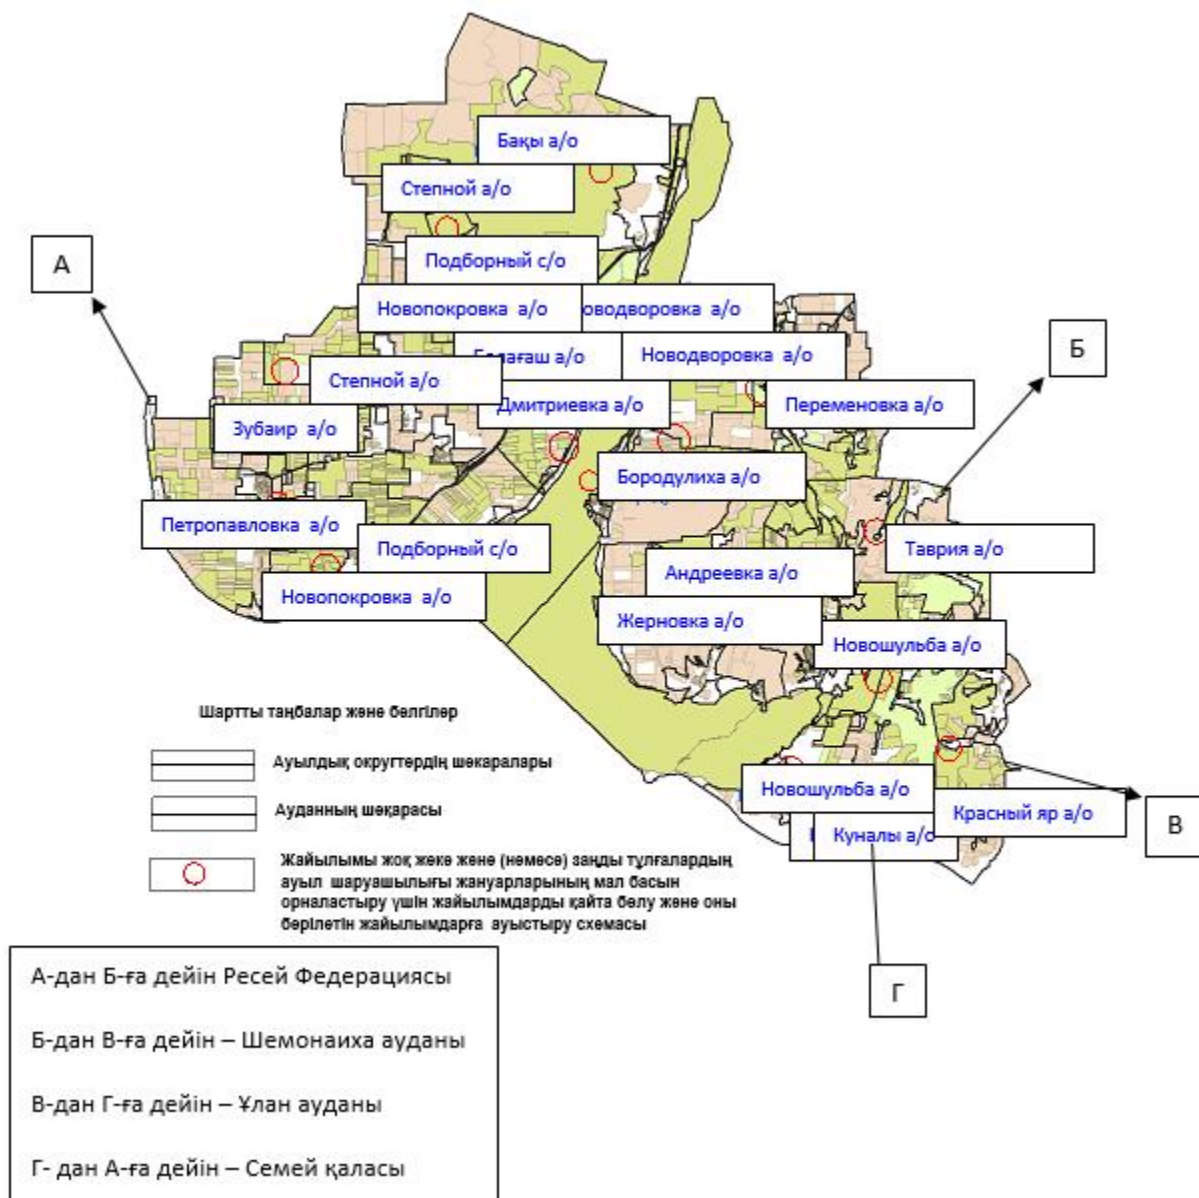 Бақы а/о
Степной а/о
А
Подборный с/о
Новопокровка а/о
оводворовка а/о
Б
ғаш а/о
Новодворовка а/о
Степной а/о
Дмитриевка а/о
Переменовка а/о
Зубаир а/о
Бородулиха а/о
Петропавловка а/о
Подборный с/о
Таврия а/о
Андреевка а/о
Новопокровка а/о
Жерновка а/о
Новошульба а/о
Шартты таңбалар және белгілер
Ауылдық округтердің шекаралары
Новошульба а/о
Ауданның шекарасы
Красный яр а/о
В
Куналы а/о
Жайылымы жоқ жеке және (немесе) заңды тұлғалардың
ауыл шаруашылығы жануарларының мал басын
орналастыру үшін жайылымдарды қайта бөлу және оны
берілетін жайылымдарға ауыстыру схемасы
А-дан Б-ға дейін Ресей Федерациясы
Г
Б-дан В-ға дейін – Шемонаиха ауданы
В-дан Г-ға дейін – Ұлан ауданы
Г- дан А-ға дейін – Семей қаласы